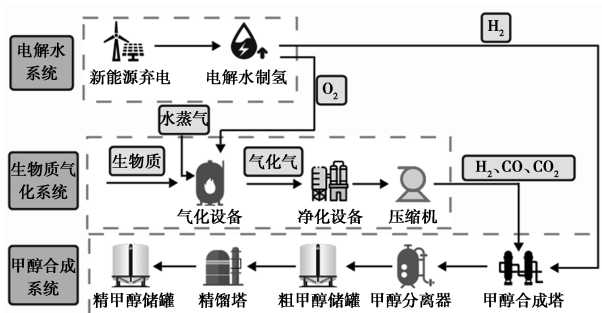 电解水
系统
新能源弃电
电解水制氢
H₂
O₂
水蒸气
生物质气
化系统
生物质
气化设备
气化气
净化设备
压缩机
H₂、CO、CO₂
甲醇合成
系统
精甲醇储罐
精馏塔
粗甲醇储罐
甲醇分离器
甲醇合成塔